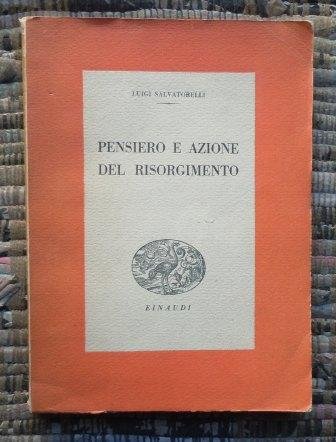 LUIGI SALVATORELLI
PENSIERO E AZIONE
DEL RISORGIMENTO
EINAUDI